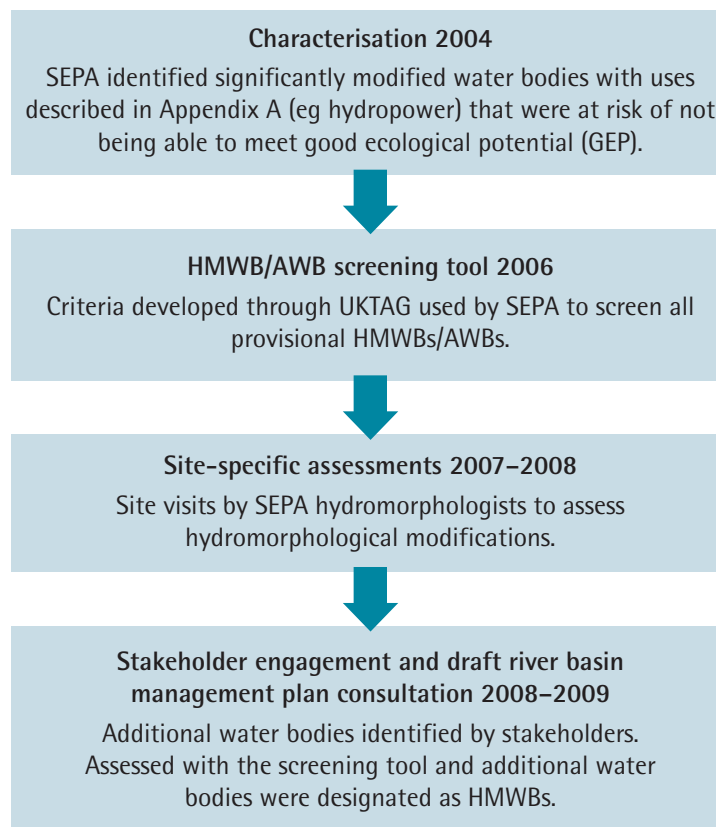 Characterisation 2004
SEPA identified significantly modified water bodies with uses
described in Appendix A (eg hydropower) that were at risk of not
being able to meet good ecological potential (GEP).
HMWB/AWB screening tool 2006
Criteria developed through UKTAG used by SEPA to screen all
provisional HMWBs/AWBs.
Site-specific assessments 2007–2008
Site visits by SEPA hydromorphologists to assess
hydromorphological modifications.
Stakeholder engagement and draft river basin
management plan consultation 2008–2009
Additional water bodies identified by stakeholders.
Assessed with the screening tool and additional water
bodies were designated as HMWBs.